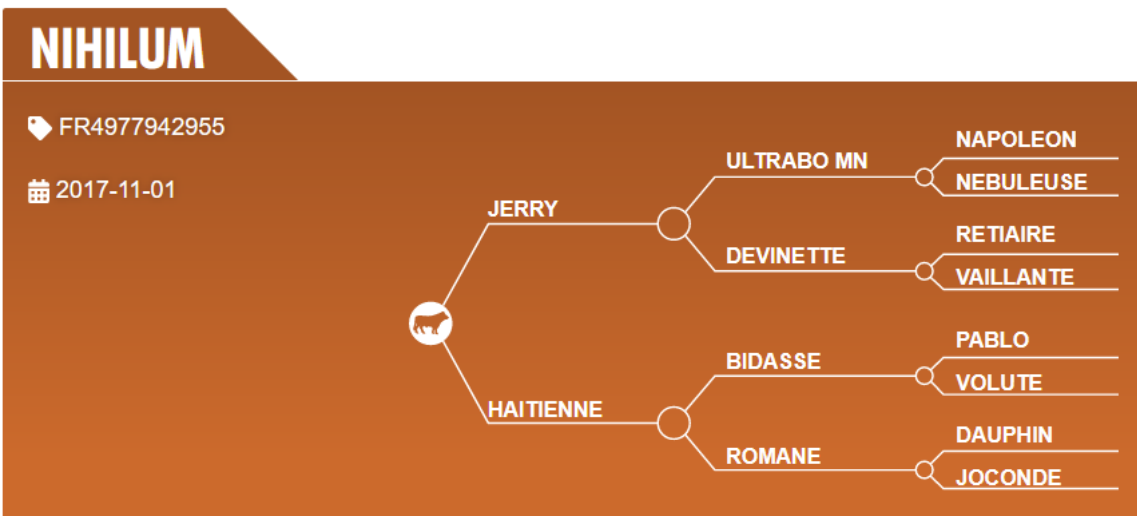 NIHILUM
FR4977942955
2017-11-01
JERRY
HAITIENNE
ULTRABO MN
DEVINETTE
BIDASSE
ROMANE
NAPOLEON
NEBULEUSE
RETIAIRE
VAILLANTE
PABLO
VOLUTE
DAUPHIN
JOCONDE